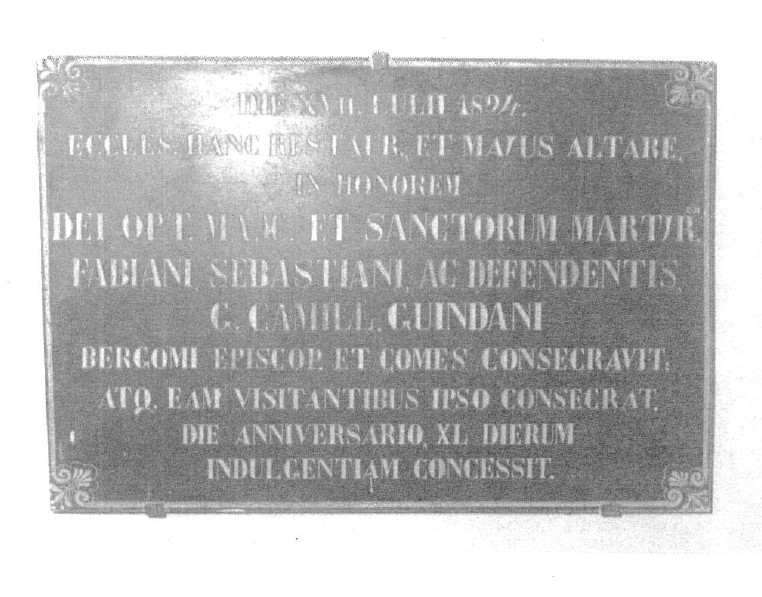 DIE XVII. IULII 1894.
ECCLES. HANC RESTAUR. ET MAIUS ALTARE,
IN HONOREM
DEI OPT. MAX. ET SANCTORUM MARTYR.
FABIANI, SEBASTIANI, AC DEFENDENTIS,
G. CAMILL. GUINDANI
BERGOMI EPISCOP. ET COMES CONSECRAVIT;
ATQ. EAM VISITANTIBUS IPSO CONSECRAT.
DIE ANNIVERSARIO, XL DIERUM
INDULGENTIAM CONCESSIT.